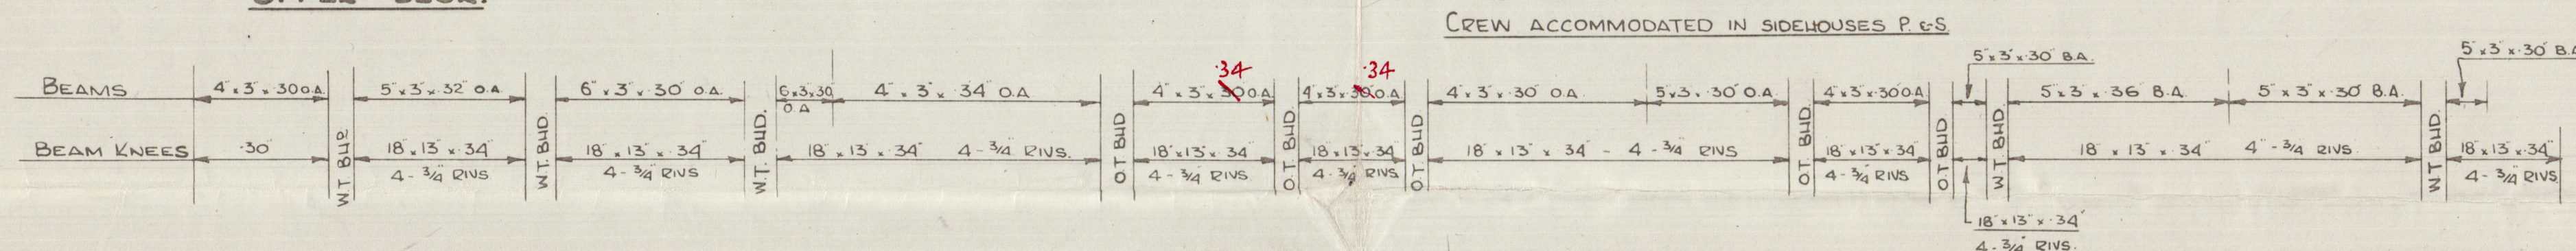 UPPER DECK.
CREW ACCOMMODATED IN SIDEHOUSES P. & S.
5" x 3" x .30" B.A.
5" x 3" x .30" B.A
.34 .34
BEAMS 4" x 3" x .30 O.A. 5" x 3" x .32" O.A. 6" x 3" x .30" O.A. 6 x 3 x .30 O.A 4" x 3" x .34" O.A 4" x 3" x .30 O.A 4" x 3" x .30" O.A. 4" x 3" x .30" O.A. 5" x 3 x .30" O.A. 4" x 3" x .30" O.A. 5" x 3" x .36" B.A. 5" x 3" x .30" B.A.
W.T. BHD W.T. BHD. W.T. BHD. O.T BHD O.T. BHD. O.T. BHD O.T BHD O.T BHD W.T. BHD W.T BHD.
BEAM KNEES .30" 18" x 13" x .34" 18" x 13" x .34" 18" x 13" x .34" 4 - 3/4" RIVS. 18" x 13" x .34" 18" x 13" x .34" 18" x 13" x .34" - 4 - 3/4" RIVS 18" x 13" x .34" 18" x 13" x .34" 4" - 3/4" RIVS. 18" x 13" x .34"
4 - 3/4" RIVS 4 - 3/4" RIVS 4 - 3/4" RIVS 4 - 3/4" RIVS. 4 - 3/4" RIVS 4 - 3/4" RIVS
18" x 13" x .34"
4 - 3/4" RIVS.